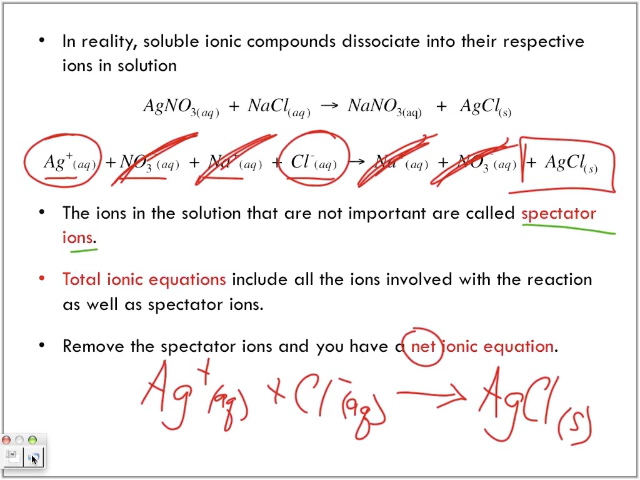 • In reality, soluble ionic compounds dissociate into their respective
ions in solution
AgNO₃(aq) + NaCl(aq) → NaNO₃(aq) + AgCl(s)
Ag⁺(aq) + NO₃⁻(aq) + Na⁺(aq) + Cl⁻(aq) → Na⁺(aq) + NO₃⁻(aq) + AgCl(s)
• The ions in the solution that are not important are called spectator
ions.
• Total ionic equations include all the ions involved with the reaction
as well as spectator ions.
• Remove the spectator ions and you have a net ionic equation.
Ag⁺(aq) + Cl⁻(aq) → AgCl(s)